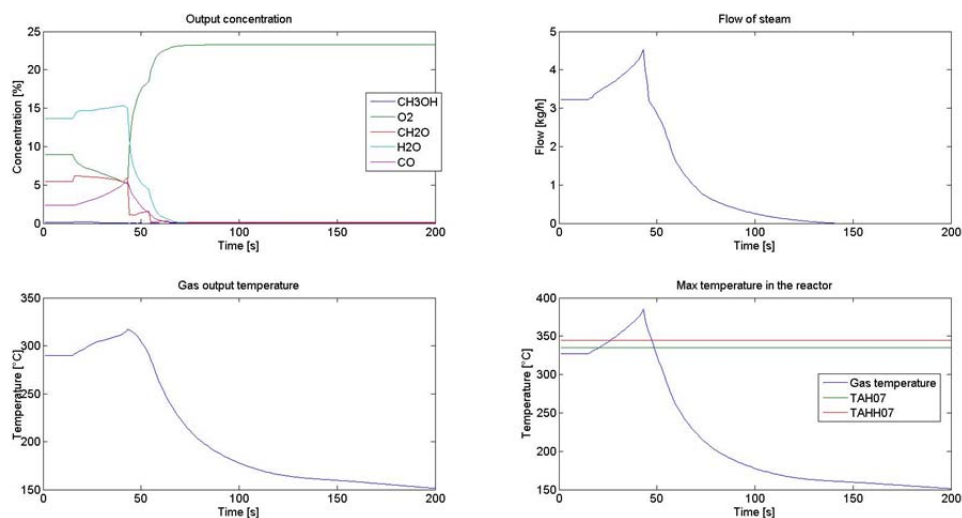 Output concentration
25
20
15
10
5
0
0
50
100
150
200
Concentration [%]
Time [s]
CH3OH
O2
CH2O
H2O
CO
Flow of steam
5
4
3
2
1
0
0
50
100
150
200
Flow [kg/h]
Time [s]
Gas output temperature
350
300
250
200
150
0
50
100
150
200
Temperature [°C]
Time [s]
Max temperature in the reactor
400
350
300
250
200
150
0
50
100
150
200
Temperature [°C]
Time [s]
Gas temperature
TAH07
TAHH07